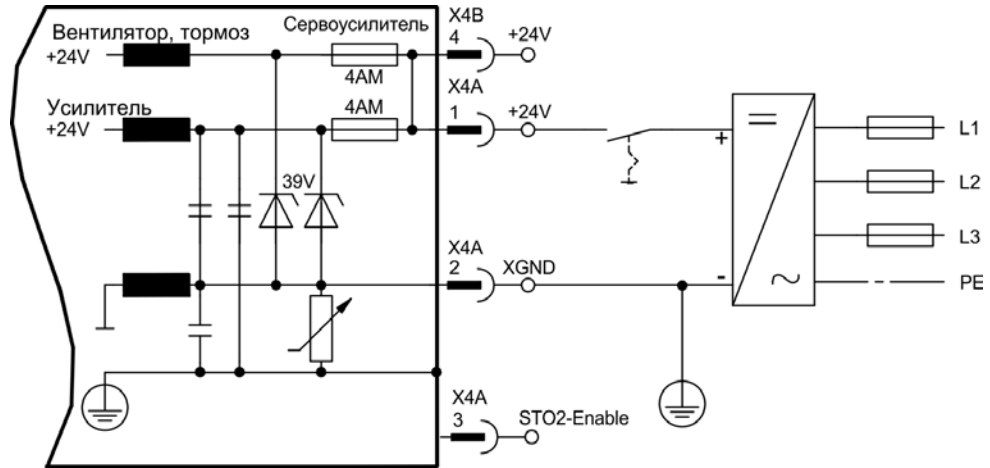 Вентилятор, тормоз
Сервоусилитель
X4B
4
+24V
+24V
4AM
X4A
Усилитель
4AM
1
+24V
+24V
+
L1
39V
L2
L3
X4A
2
XGND
-
PE
X4A
3
STO2-Enable